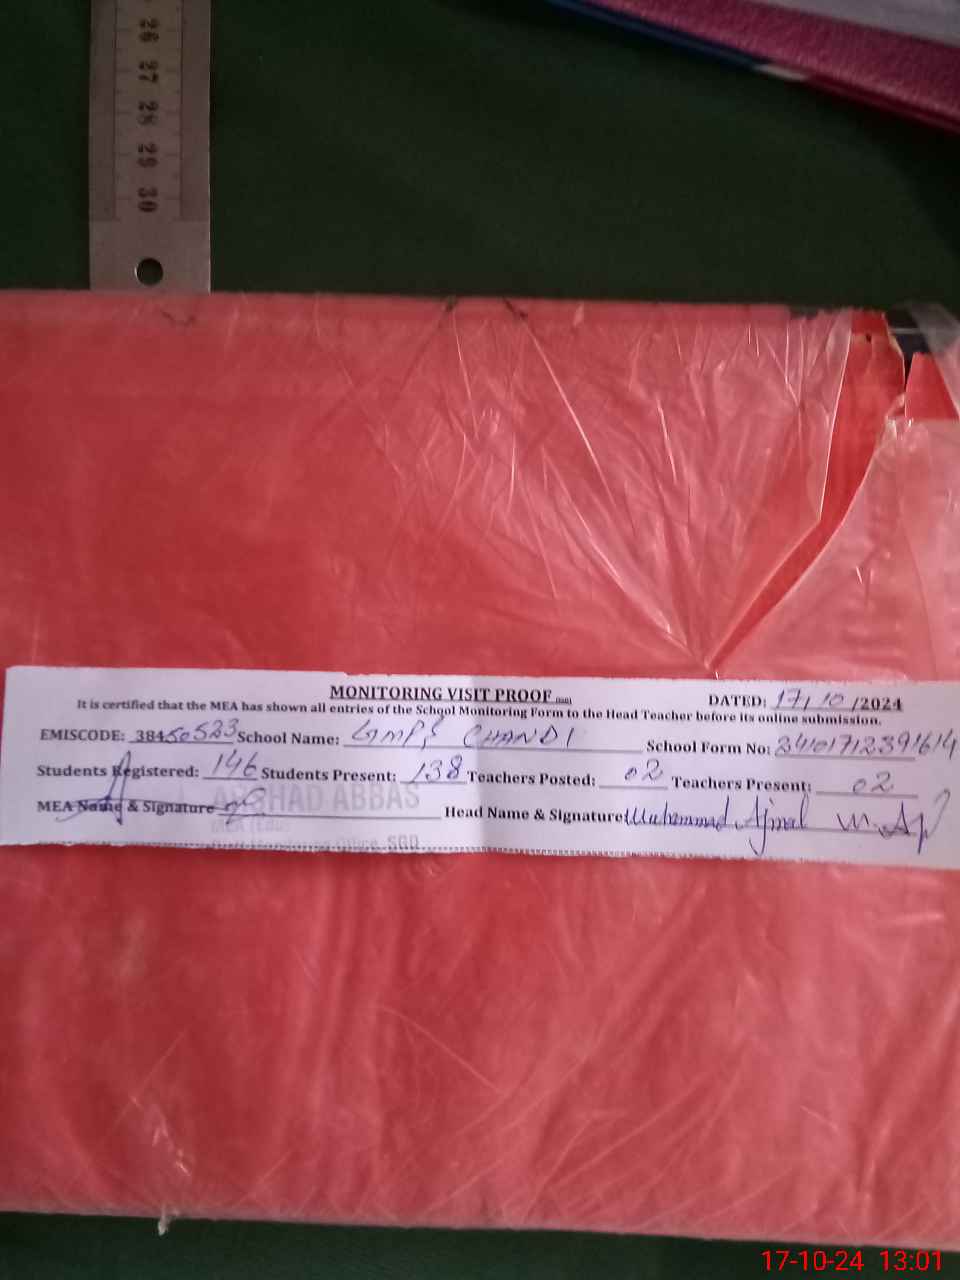 26 27 28 29 30
MONITORING VISIT PROOF
DATED: 17/10/2024
It is certified that the MEA has shown all entries of the School Monitoring Form to the Head Teacher before its online submission.
EMISCODE: 38450523 School Name: GMPS CHANDI School Form No:
Students Registered: 146 Students Present: 138 Teachers Posted: 02 Teachers Present: 02
MEA Name & Signature ARSHAD ABBAS Head Name & Signature Muhammad Ajmal
SGD
17-10-24 13:01